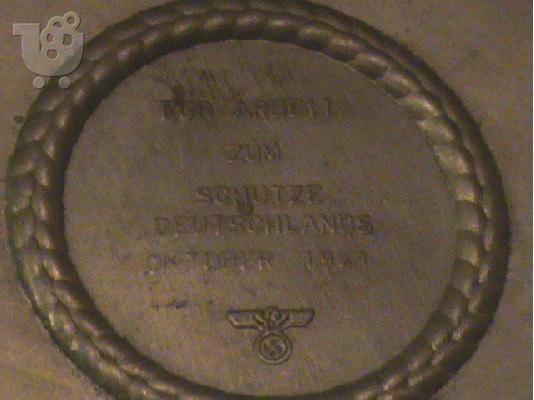 FÜR ARBEIT
ZUM
SCHUTZE
DEUTSCHLANDS
OKTOBER 1941